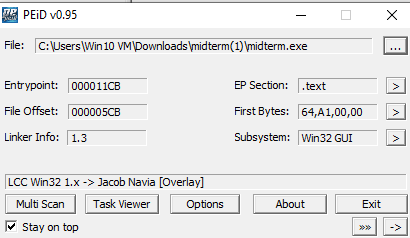 PEiD v0.95
File: C:\Users\Win10 VM\Downloads\midterm(1)\midterm.exe ...
Entrypoint: 000011CB EP Section: .text >
File Offset: 000005CB First Bytes: 64,A1,00,00 >
Linker Info: 1.3 Subsystem: Win32 GUI >
LCC Win32 1.x -> Jacob Navia [Overlay]
Multi Scan Task Viewer Options About Exit
Stay on top »» ->